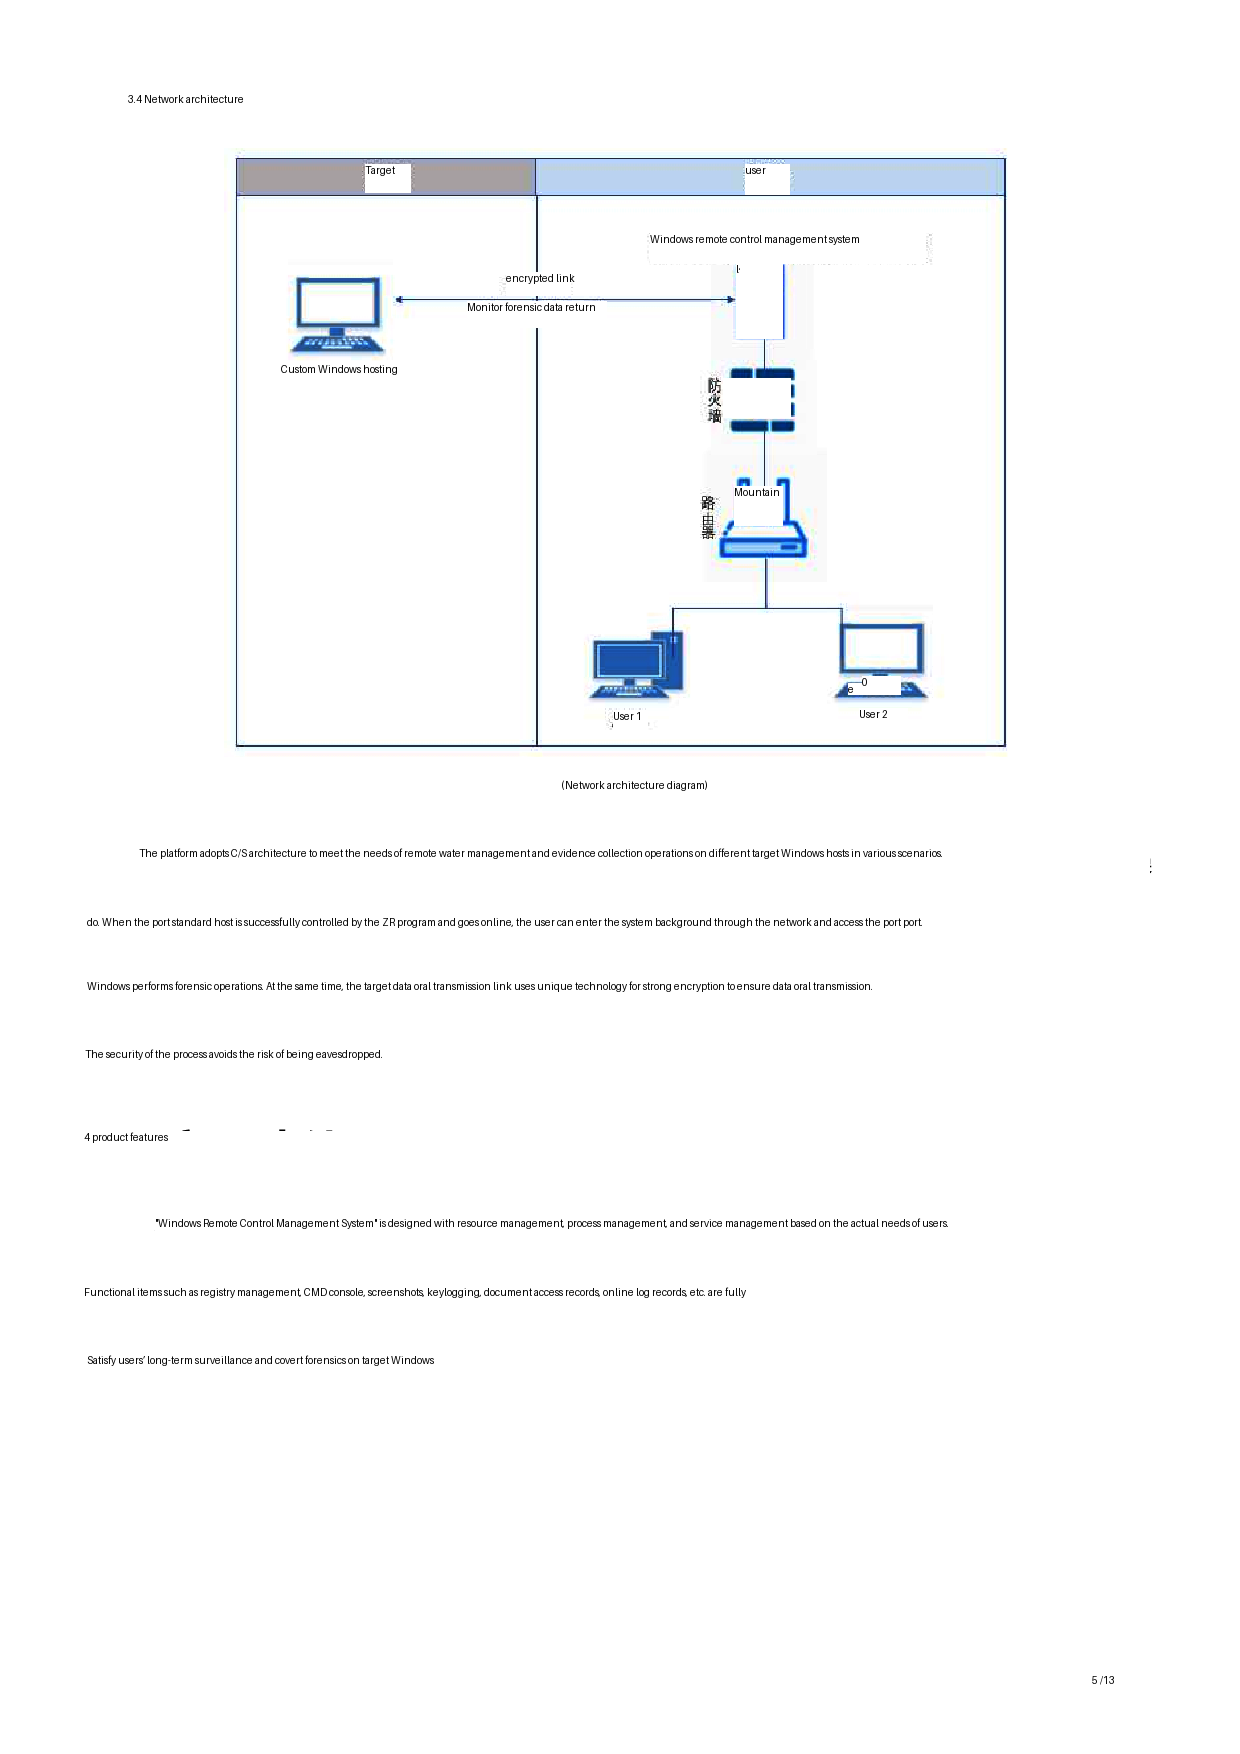 3.4 Network architecture
Target
user
Windows remote control management system
encrypted link
Monitor forensic data return
Custom Windows hosting
防火墙
Mountain
路由器
0
e
User 1
User 2
(Network architecture diagram)
The platform adopts C/S architecture to meet the needs of remote water management and evidence collection operations on different target Windows hosts in various scenarios.
do. When the port standard host is successfully controlled by the ZR program and goes online, the user can enter the system background through the network and access the port port.
Windows performs forensic operations. At the same time, the target data oral transmission link uses unique technology for strong encryption to ensure data oral transmission.
The security of the process avoids the risk of being eavesdropped.
4 product features
"Windows Remote Control Management System" is designed with resource management, process management, and service management based on the actual needs of users.
Functional items such as registry management, CMD console, screenshots, keylogging, document access records, online log records, etc. are fully
Satisfy users' long-term surveillance and covert forensics on target Windows
5 /13